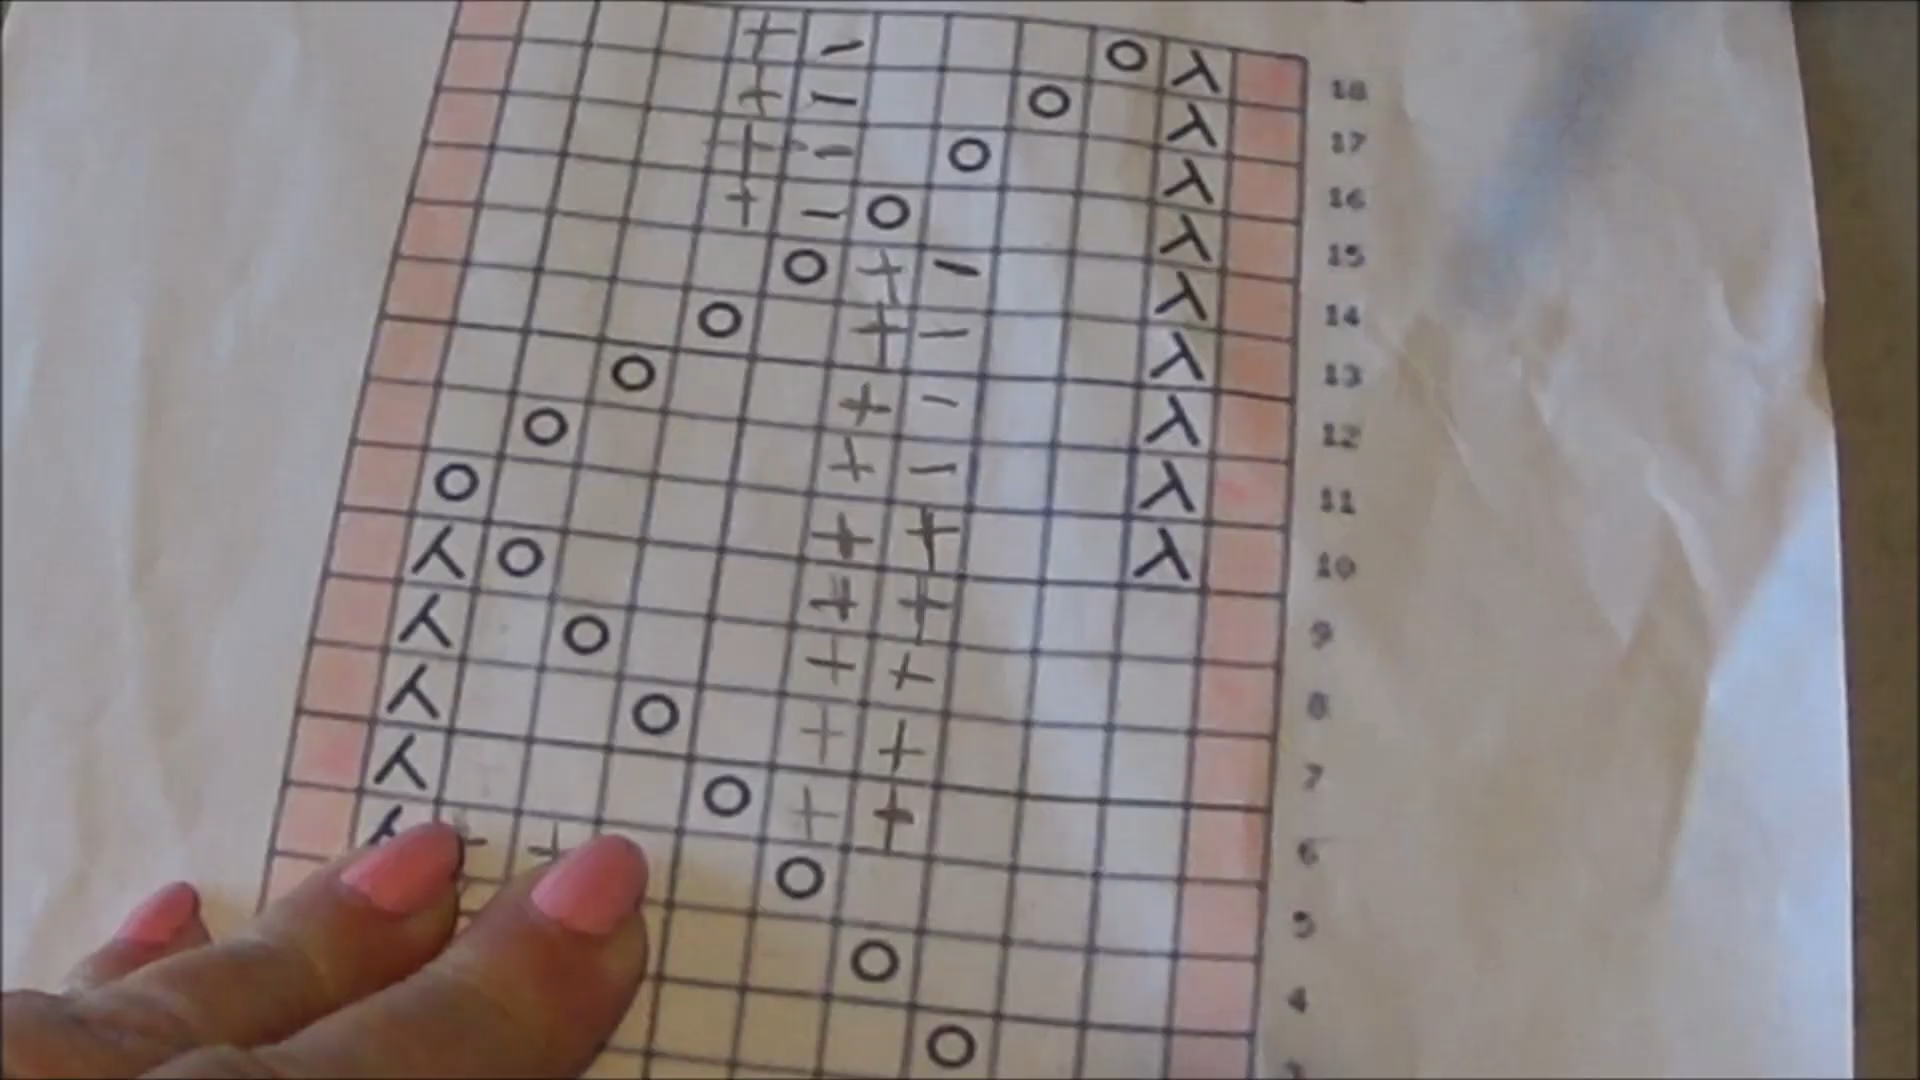 + - O ⅄ 18
+ - O ⅄ 17
+ - O ⅄ 16
+ - O ⅄ 15
O + - ⅄ 14
O + - ⅄ 13
O + - ⅄ 12
O + - ⅄ 11
O + + ⅄ 10
⅄ O + + 9
⅄ O + + 8
⅄ O + + 7
⅄ O + + 6
+ + O 5
O 4
O